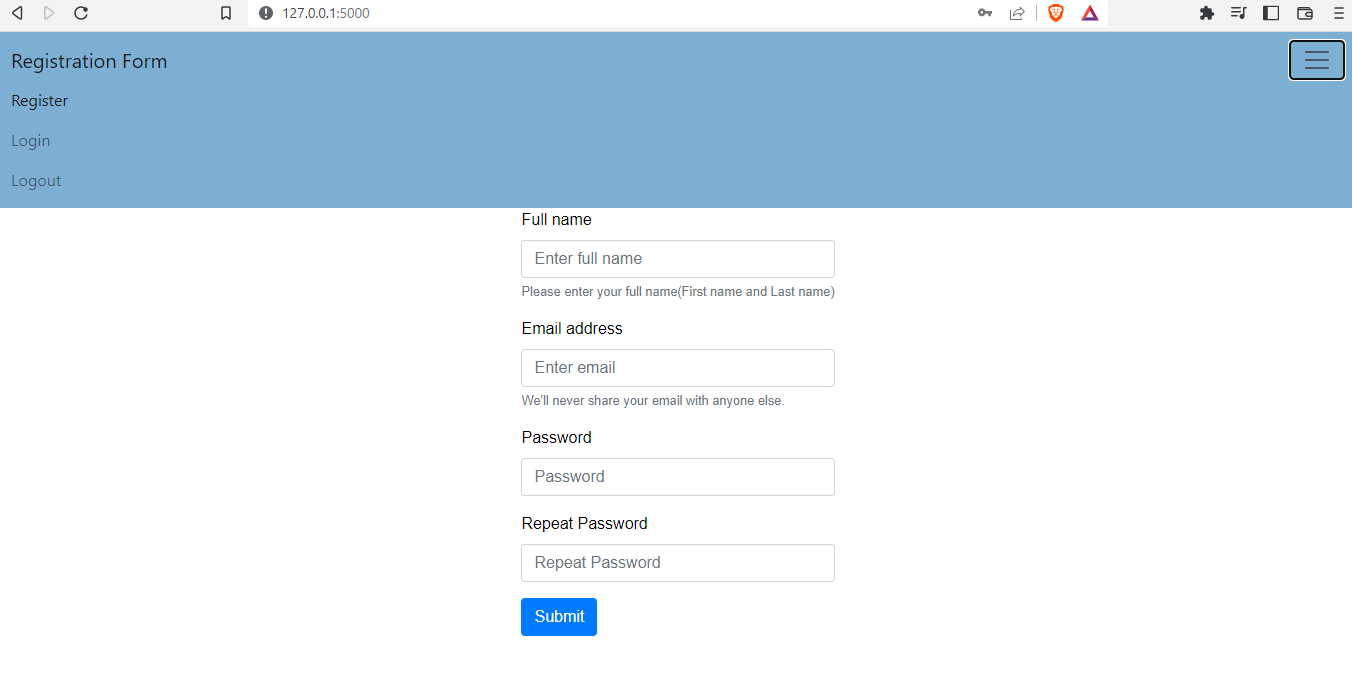 127.0.0.1:5000
Registration Form
Register
Login
Logout
Full name
Enter full name
Please enter your full name(First name and Last name)
Email address
Enter email
We'll never share your email with anyone else.
Password
Password
Repeat Password
Repeat Password
Submit